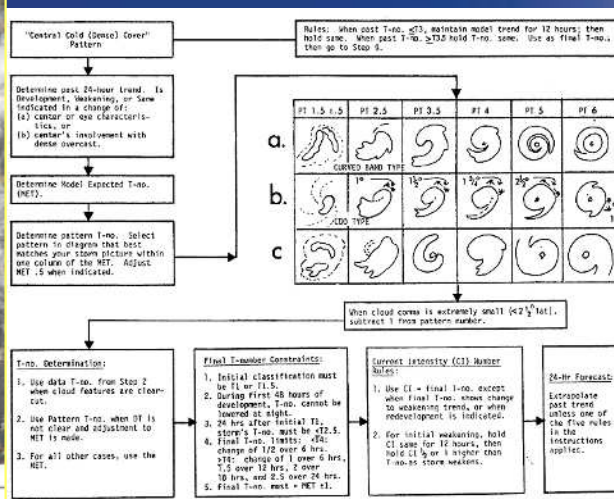 "Central Cold (Dense) Cover"
Pattern
Rules: When past T-no. ≤T3, maintain model trend for 12 hours; then
hold same. When past T-no. ≥T3.5 hold T-no. same. Use as final T-no.,
then go to Step 9.
Determine past 24-hour trend. Is
Development, Weakening, or Same
indicated in a change of:
(a) center or eye characteris-
tics, or
(b) center's involvement with
dense overcast.
Determine Model Expected T-no.
(MET).
Determine pattern T-no. Select
pattern in diagram that best
matches your storm picture within
one column of the MET. Adjust
MET .5 when indicated.
PT 1.5 ±.5 PT 2.5 PT 3.5 PT 4 PT 5 PT 6
a.
CURVED BAND TYPE
b. 1° 1½° 1¾° 2½°
CDO TYPE
c
When cloud comma is extremely small (<2½° lat),
subtract 1 from pattern number.
T-no. Determination:
1. Use data T-no. from Step 2
when cloud features are clear-
cut.
2. Use Pattern T-no. when DT is
not clear and adjustment to
MET is made.
3. For all other cases, use the
MET.
Final T-number Constraints:
1. Initial classification must
be T1 or T1.5.
2. During first 48 hours of
development, T-no. cannot be
lowered at night.
3. 24 hrs after initial T1,
storm's T-no. must be <T2.5.
4. Final T-no. limits: <T4:
change of 1/2 over 6 hrs.
>T4: change of 1 over 6 hrs,
1.5 over 12 hrs, 2 over
18 hrs, and 2.5 over 24 hrs.
5. Final T-no. must = MET ±1.
Current Intensity (CI) Number
Rules:
1. Use CI = final T-no. except
when final T-no. shows change
to weakening trend, or when
redevelopment is indicated.
2. For initial weakening, hold
CI same for 12 hours, then
hold CI ½ or 1 higher than
T-no. as storm weakens.
24-Hr Forecast:
Extrapolate
past trend
unless one of
the five rules
in the
instructions
applies.